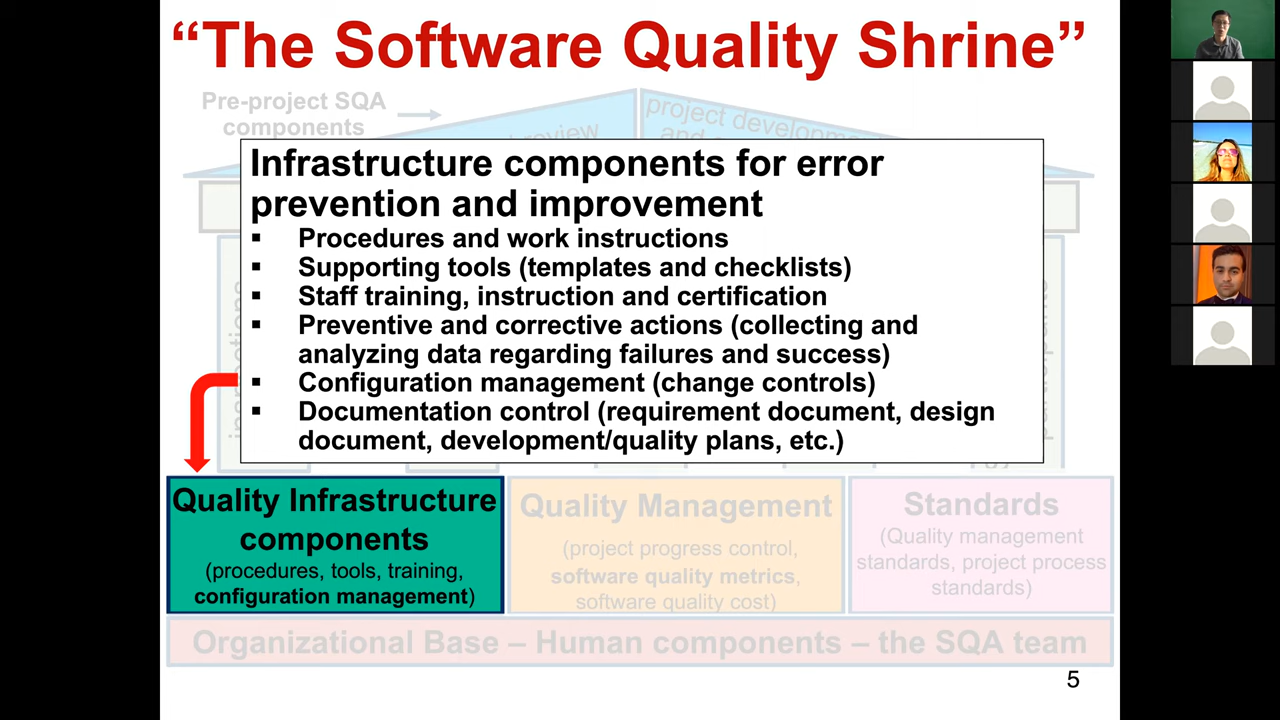 “The Software Quality Shrine”
Pre-project SQA
components
review
project developm
Infrastructure components for error
prevention and improvement
▪ Procedures and work instructions
▪ Supporting tools (templates and checklists)
▪ Staff training, instruction and certification
▪ Preventive and corrective actions (collecting and
analyzing data regarding failures and success)
▪ Configuration management (change controls)
▪ Documentation control (requirement document, design
document, development/quality plans, etc.)
Quality Infrastructure
components
(procedures, tools, training,
configuration management)
Quality Management
(project progress control,
software quality metrics,
software quality cost)
Standards
(Quality management
standards, project process
standards)
Organizational Base – Human components – the SQA team
5